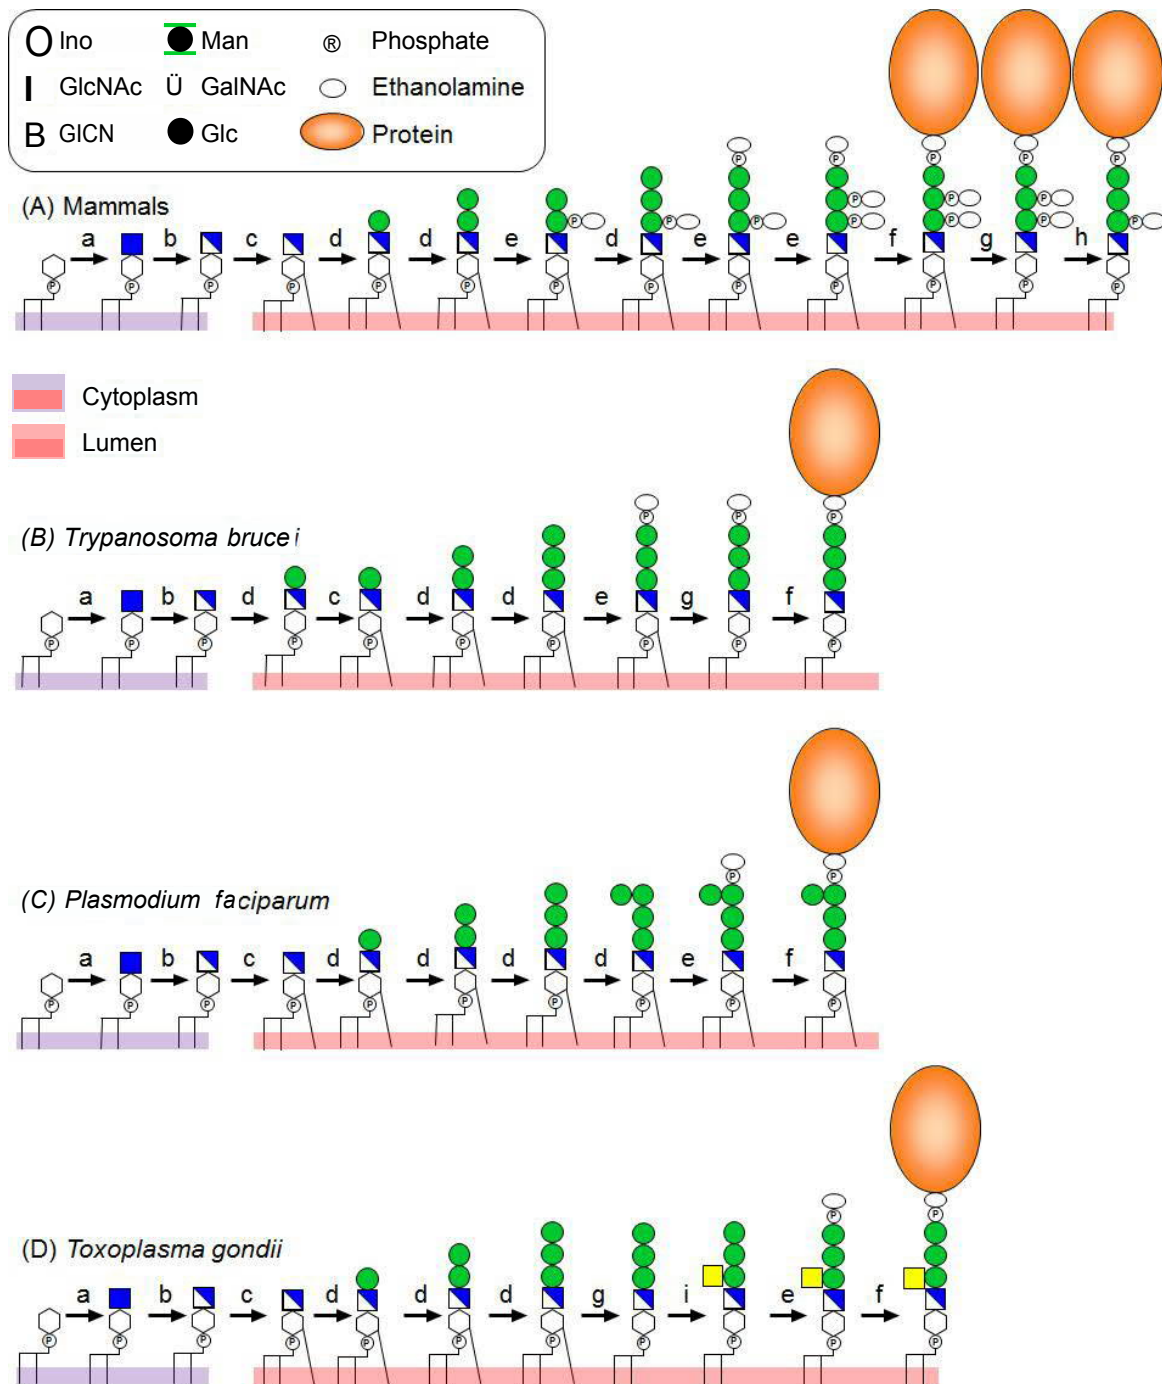 O Ino Man ® Phosphate
I GlcNAc Ü GalNAc Ethanolamine
B GlCN Glc Protein
(A) Mammals
a b c d d e d e e f g h
P P P P P P P P P P P P P P P P P P P P P P P P P P
Cytoplasm
Lumen
(B) Trypanosoma brucei
a b d c d d e g f
P P P P P P P P P P P P P
(C) Plasmodium faciparum
a b c d d d d e f
P P P P P P P P P P P P
(D) Toxoplasma gondii
a b c d d d g i e f
P P P P P P P P P P P P P